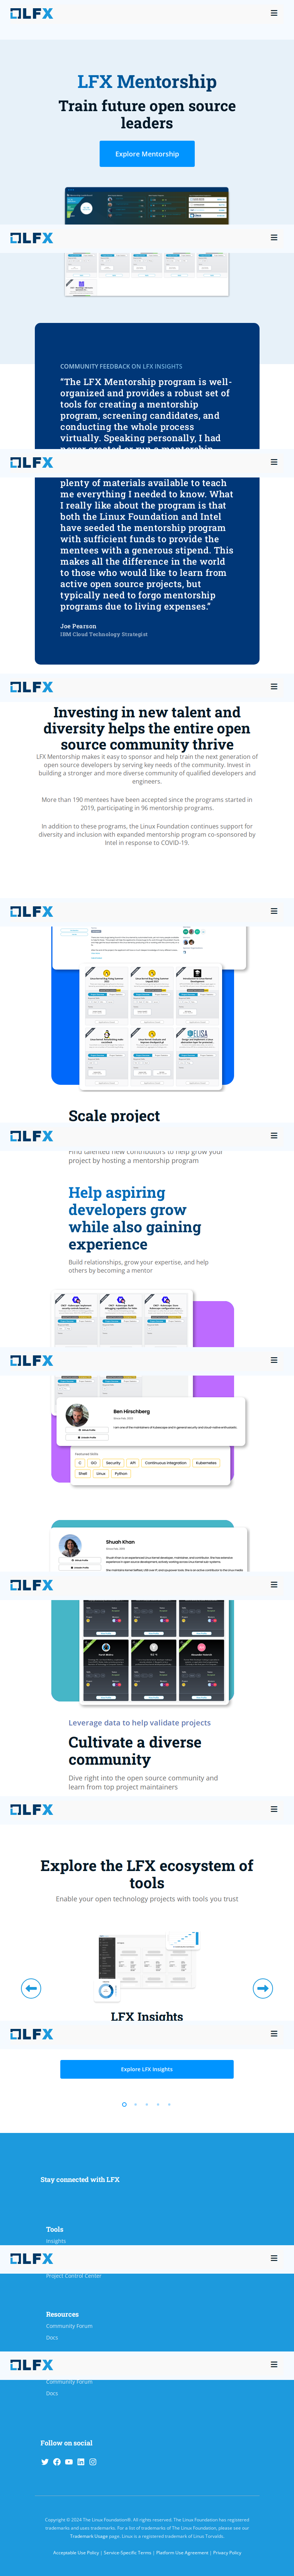 LFX
LFX Mentorship
Train future open source
leaders
Explore Mentorship
LFX
COMMUNITY FEEDBACK ON LFX INSIGHTS
“The LFX Mentorship program is well-
organized and provides a robust set of
tools for creating a mentorship
program, screening candidates, and
conducting the whole process
virtually. Speaking personally, I had
LFX
plenty of materials available to teach
me everything I needed to know. What
I really like about the program is that
both the Linux Foundation and Intel
have seeded the mentorship program
with sufficient funds to provide the
mentees with a generous stipend. This
makes all the difference in the world
to those who would like to learn from
active open source projects, but
typically need to forgo mentorship
programs due to living expenses.”
Joe Pearson
IBM Cloud Technology Strategist
LFX
Investing in new talent and
diversity helps the entire open
source community thrive
LFX Mentorship makes it easy to sponsor and help train the next generation of
open source developers by serving key needs of the community. Invest in
building a stronger and more diverse community of qualified developers and
engineers.
More than 190 mentees have been accepted since the programs started in
2019, participating in 96 mentorship programs.
In addition to these programs, the Linux Foundation continues support for
diversity and inclusion with expanded mentorship program co-sponsored by
Intel in response to COVID-19.
LFX
ELISA
Scale project
LFX
Find talented new contributors to help grow your
project by hosting a mentorship program
Help aspiring
developers grow
while also gaining
experience
Build relationships, grow your expertise, and help
others by becoming a mentor
LFX
Ben Hirschberg
C GO Security API Continuous Integration Kubernetes
Shell Linux Python
Shuah Khan
LFX
Leverage data to help validate projects
Cultivate a diverse
community
Dive right into the open source community and
learn from top project maintainers
LFX
Explore the LFX ecosystem of
tools
Enable your open technology projects with tools you trust
LFX Insights
LFX
Explore LFX Insights
Stay connected with LFX
Tools
Insights
LFX
Project Control Center
Resources
Community Forum
Docs
LFX
Community Forum
Docs
Follow on social
Copyright © 2024 The Linux Foundation®. All rights reserved. The Linux Foundation has registered
trademarks and uses trademarks. For a list of trademarks of The Linux Foundation, please see our
Trademark Usage page. Linux is a registered trademark of Linus Torvalds.
Acceptable Use Policy | Service-Specific Terms | Platform Use Agreement | Privacy Policy